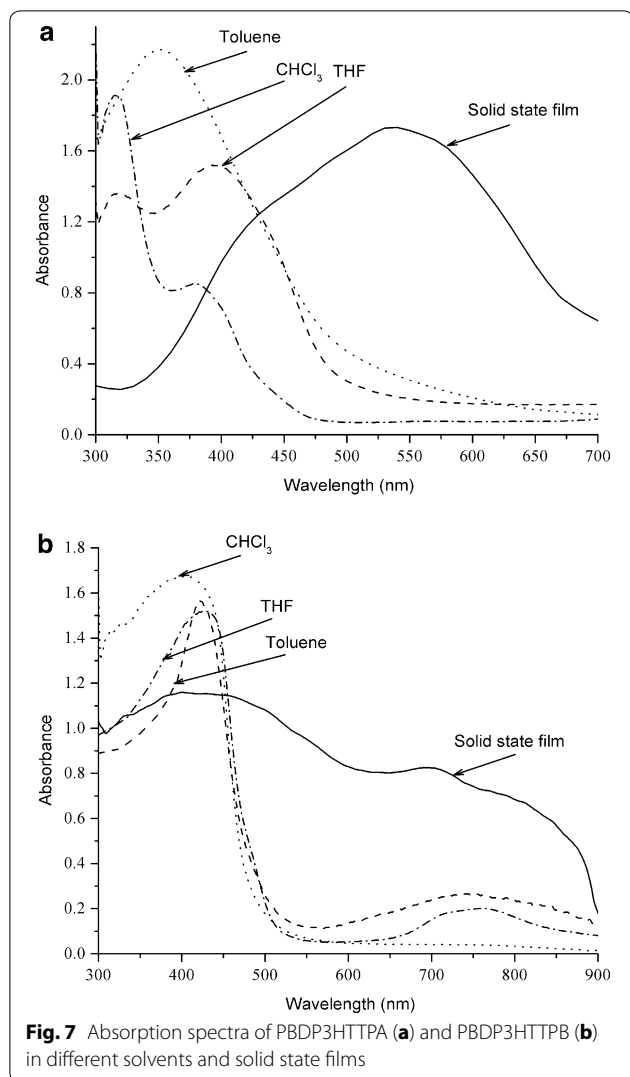 a
Toluene
CHCl₃ THF
Solid state film
2.0
1.6
1.2
0.8
0.4
0.0
Absorbance
300 350 400 450 500 550 600 650 700
Wavelength (nm)
b
CHCl₃
THF
Toluene
Solid state film
1.8
1.6
1.4
1.2
1.0
0.8
0.6
0.4
0.2
0.0
Absorbance
300 400 500 600 700 800 900
Wavelength (nm)
Fig. 7 Absorption spectra of PBDP3HTTPA (a) and PBDP3HTTPB (b)
in different solvents and solid state films